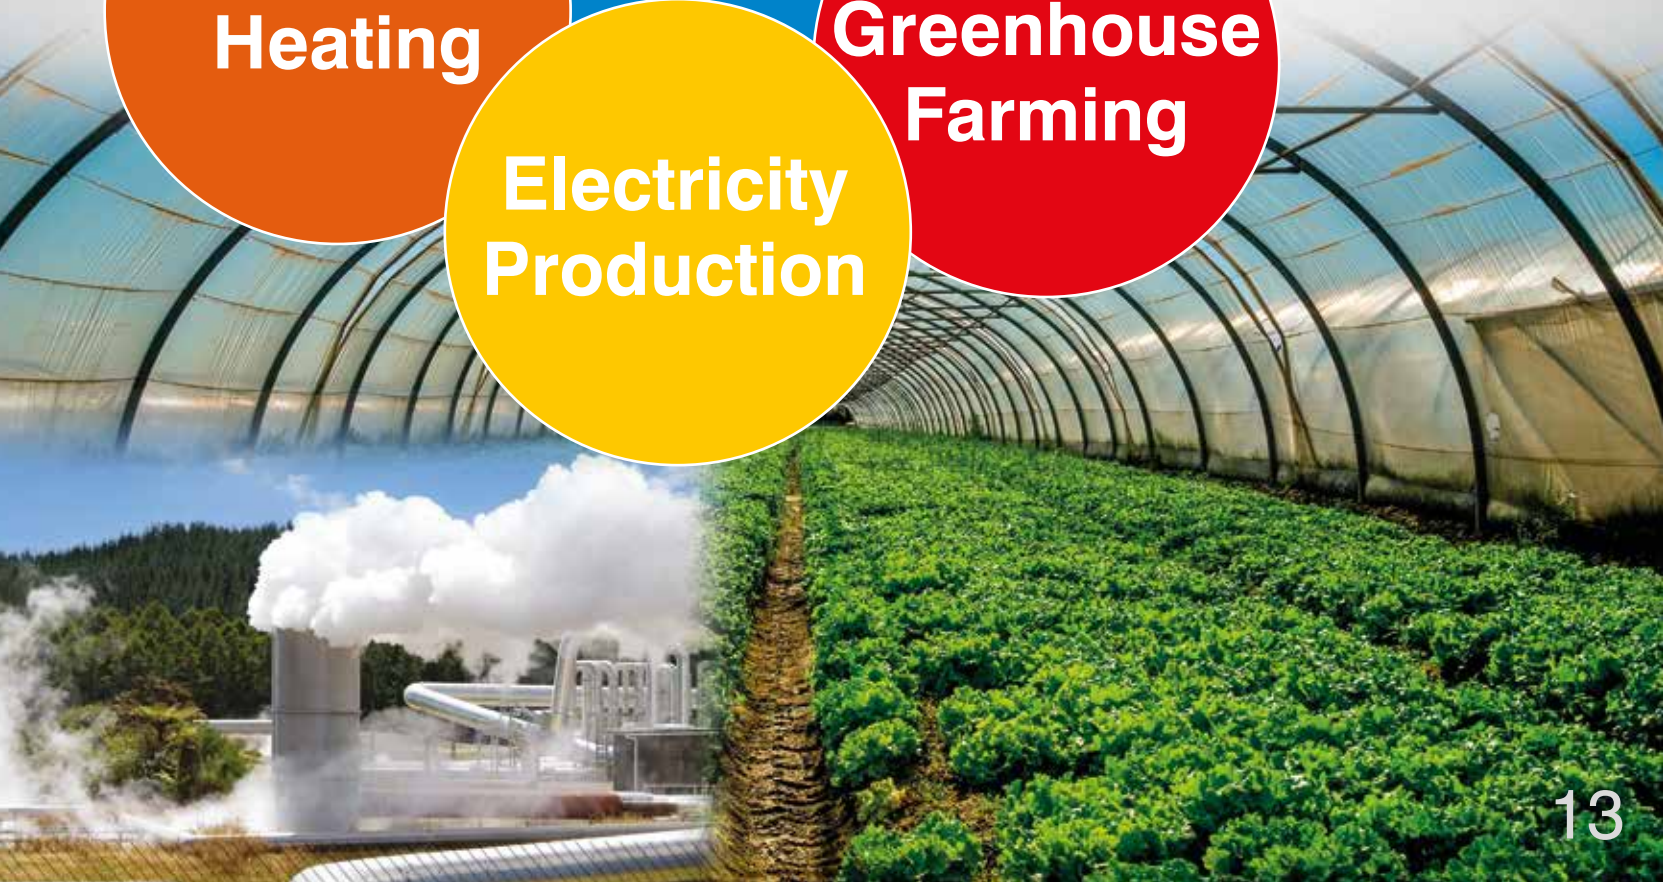 Heating
Greenhouse
Farming
Electricity
Production
13